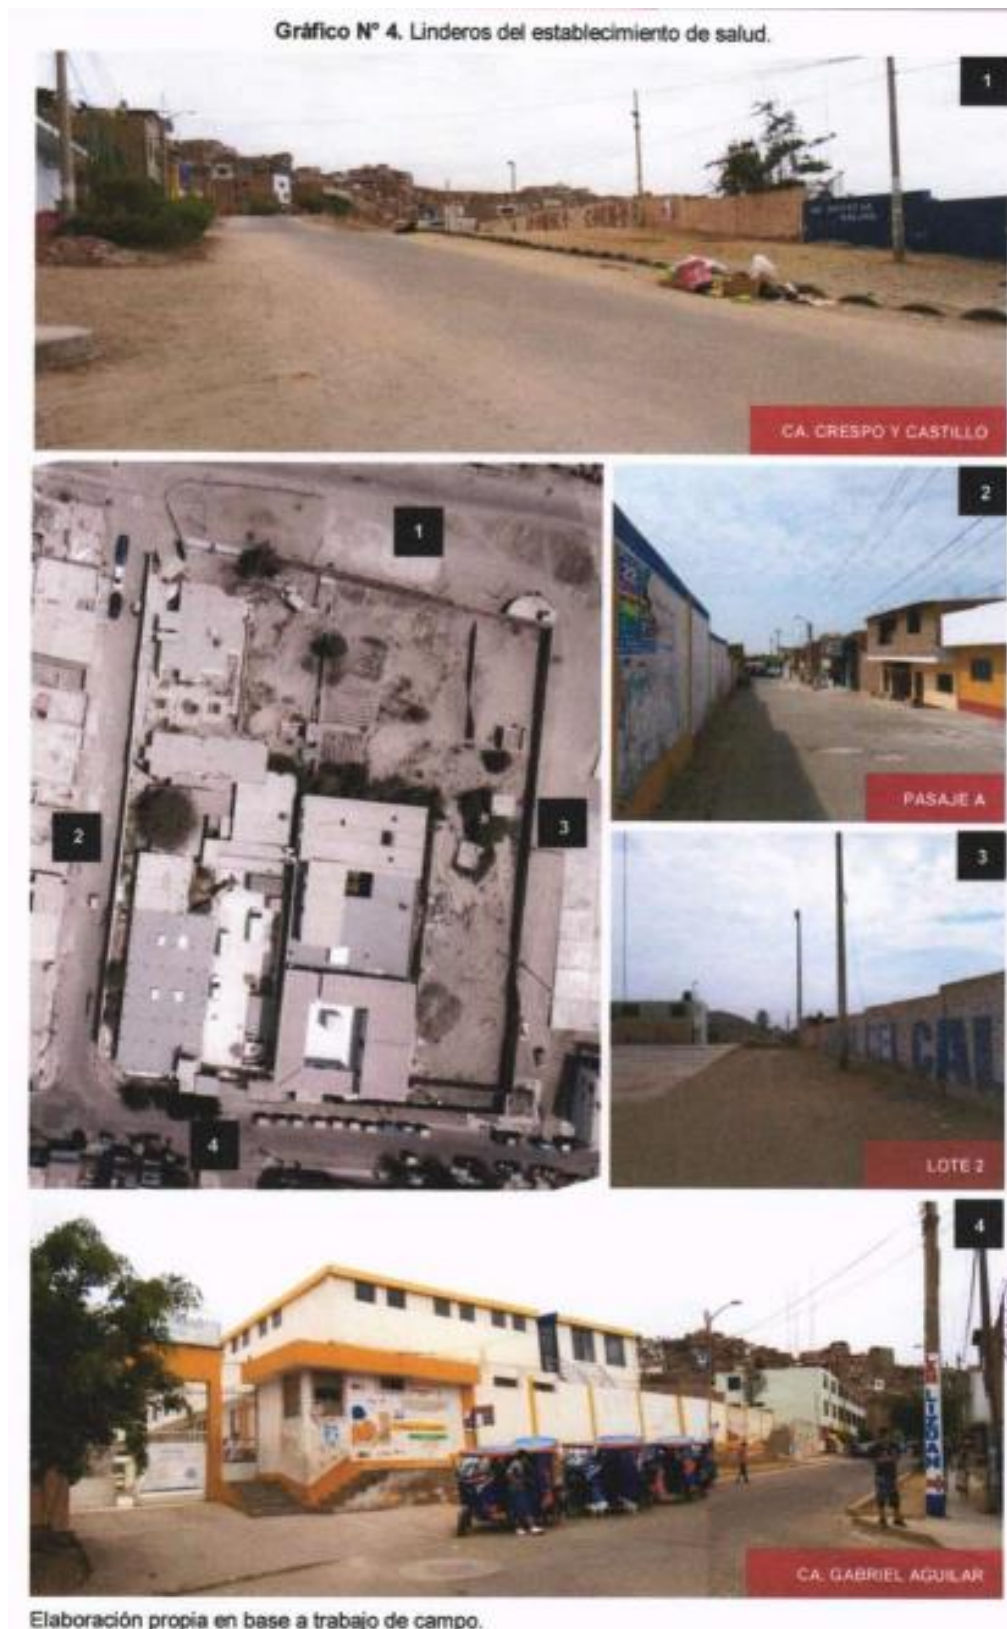 Gráfico N° 4. Linderos del establecimiento de salud.
1
CA. CRESPO Y CASTILLO
1
2
3
4
2
PASAJE A
3
LOTE 2
4
LIZOAN
CA. GABRIEL AGUILAR
Elaboración propia en base a trabajo de campo.